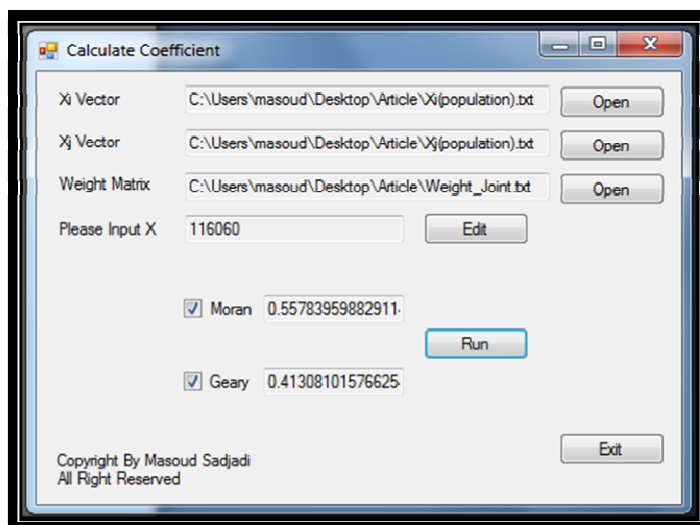 Calculate Coefficient
Xi Vector C:\Users\masoud\Desktop\Article\Xi(population).txt Open
Xj Vector C:\Users\masoud\Desktop\Article\Xj(population).txt Open
Weight Matrix C:\Users\masoud\Desktop\Article\Weight_Joint.txt Open
Please Input X 116060 Edit
Moran 0.55783959882911
Run
Geary 0.41308101576625
Exit
Copyright By Masoud Sadjadi
All Right Reserved